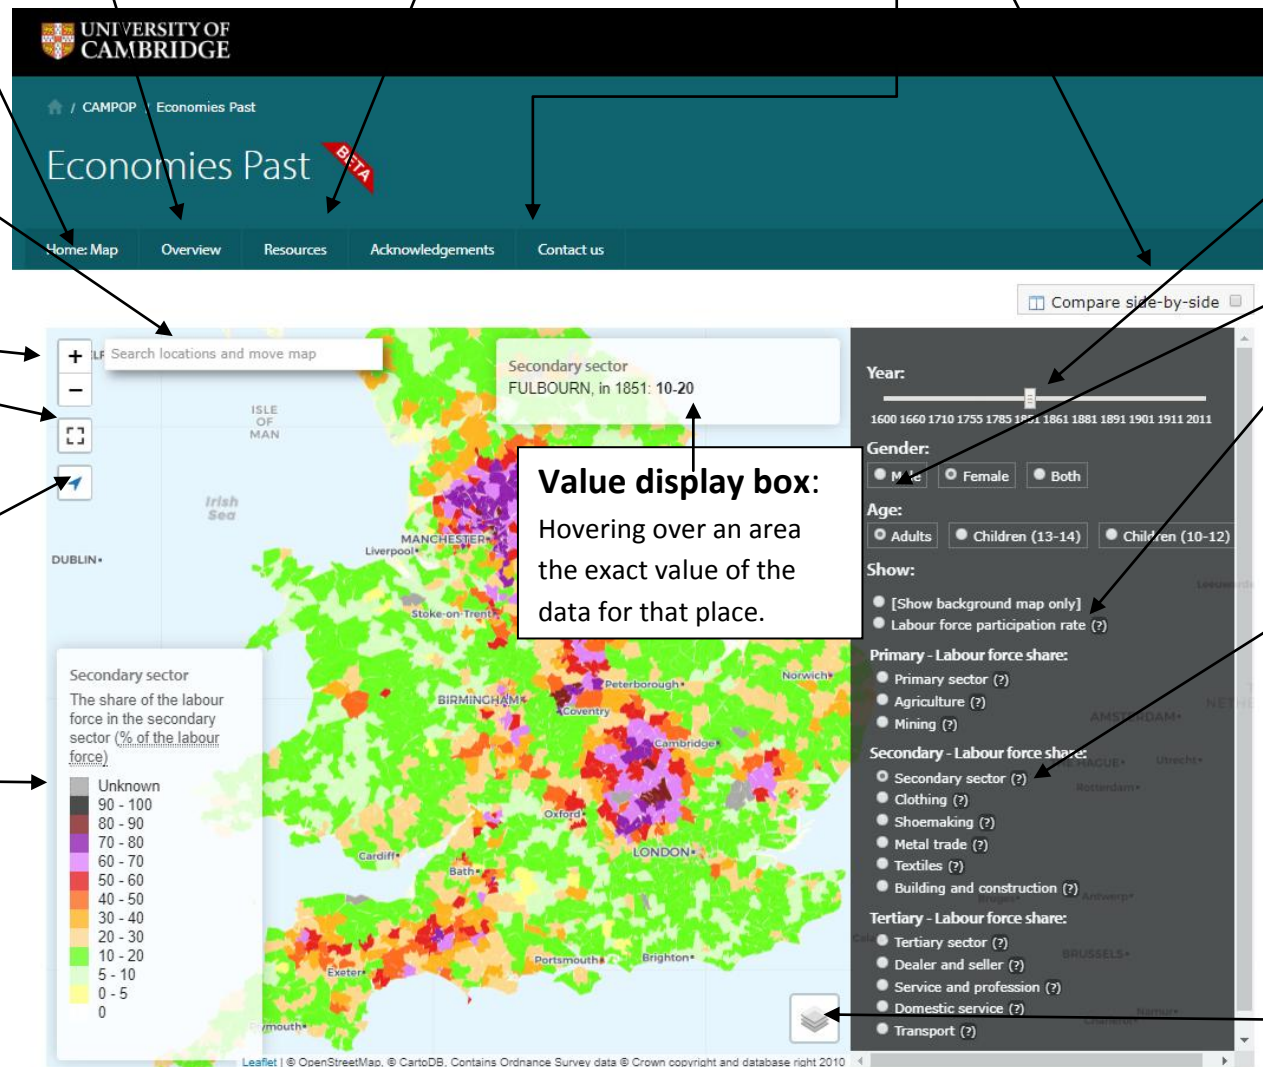 UNIVERSITY OF
CAMBRIDGE
/ CAMPOP / Economies Past
Economies Past
BETA
Home: Map Overview Resources Acknowledgements Contact us
Compare side-by-side
+
Search locations and move map
−
Secondary sector
FULBOURN, in 1851: 10-20
Value display box:
Hovering over an area
the exact value of the
data for that place.
ISLE
OF
MAN
Irish
Sea
DUBLIN
MANCHESTER
Liverpool
Stoke-on-Trent
Norwich
Peterborough
BIRMINGHAM
Coventry
Cambridge
Oxford
LONDON
Cardiff
Bath
Portsmouth
Brighton
Exeter
Secondary sector
The share of the labour
force in the secondary
sector (% of the labour
force)
Unknown
90 - 100
80 - 90
70 - 80
60 - 70
50 - 60
40 - 50
30 - 40
20 - 30
10 - 20
5 - 10
0 - 5
0
Leaflet | © OpenStreetMap, © CartoDB, Contains Ordnance Survey data © Crown copyright and database right 2010
Year:
1600 1660 1710 1755 1785 1851 1861 1881 1891 1901 1911 2011
Gender:
Male Female Both
Age:
Adults Children (13-14) Children (10-12)
Show:
[Show background map only]
Labour force participation rate (?)
Primary - Labour force share:
Primary sector (?)
Agriculture (?)
Mining (?)
AMSTERDAM
Secondary - Labour force share:
Secondary sector (?)
Clothing (?)
Shoemaking (?)
Metal trade (?)
Textiles (?)
Building and construction (?)
Utrecht
Rotterdam
Antwerp
Tertiary - Labour force share:
Tertiary sector (?)
Dealer and seller (?)
Service and profession (?)
Domestic service (?)
Transport (?)
BRUSSELS
Namur